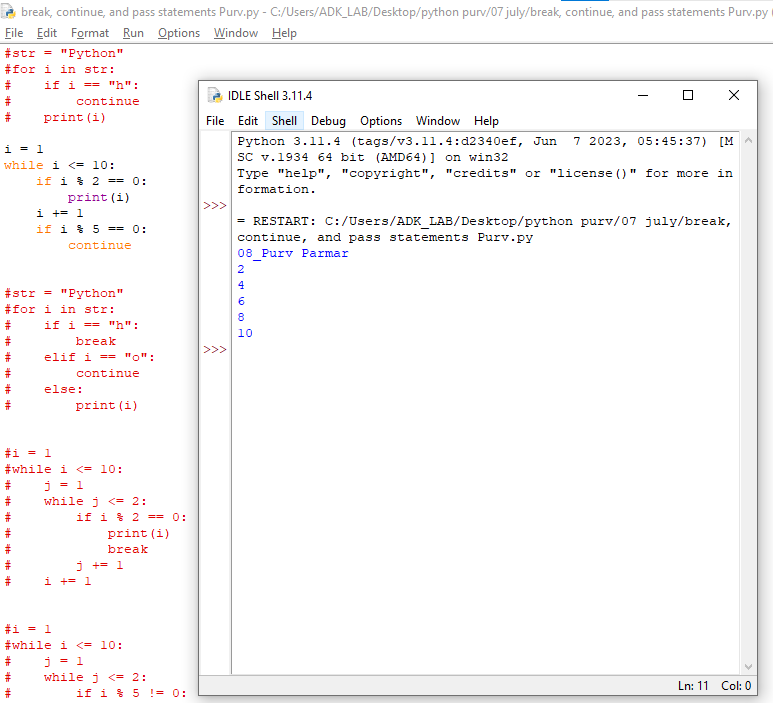 break, continue, and pass statements Purv.py - C:/Users/ADK_LAB/Desktop/python purv/07 july/break, continue, and pass statements Purv.py (
File Edit Format Run Options Window Help
#str = "Python"
#for i in str:
#    if i == "h":
#        continue
#    print(i)
i = 1
while i <= 10:
    if i % 2 == 0:
        print(i)
    i += 1
    if i % 5 == 0:
        continue
#str = "Python"
#for i in str:
#    if i == "h":
#        break
#    elif i == "o":
#        continue
#    else:
#        print(i)
#i = 1
#while i <= 10:
#    j = 1
#    while j <= 2:
#        if i % 2 == 0:
#            print(i)
#            break
#        j += 1
#    i += 1
#i = 1
#while i <= 10:
#    j = 1
#    while j <= 2:
#        if i % 5 != 0:
IDLE Shell 3.11.4
File Edit Shell Debug Options Window Help
Python 3.11.4 (tags/v3.11.4:d2340ef, Jun  7 2023, 05:45:37) [M
SC v.1934 64 bit (AMD64)] on win32
Type "help", "copyright", "credits" or "license()" for more in
formation.
>>>
= RESTART: C:/Users/ADK_LAB/Desktop/python purv/07 july/break,
continue, and pass statements Purv.py
08_Purv Parmar
2
4
6
8
10
>>>
Ln: 11 Col: 0